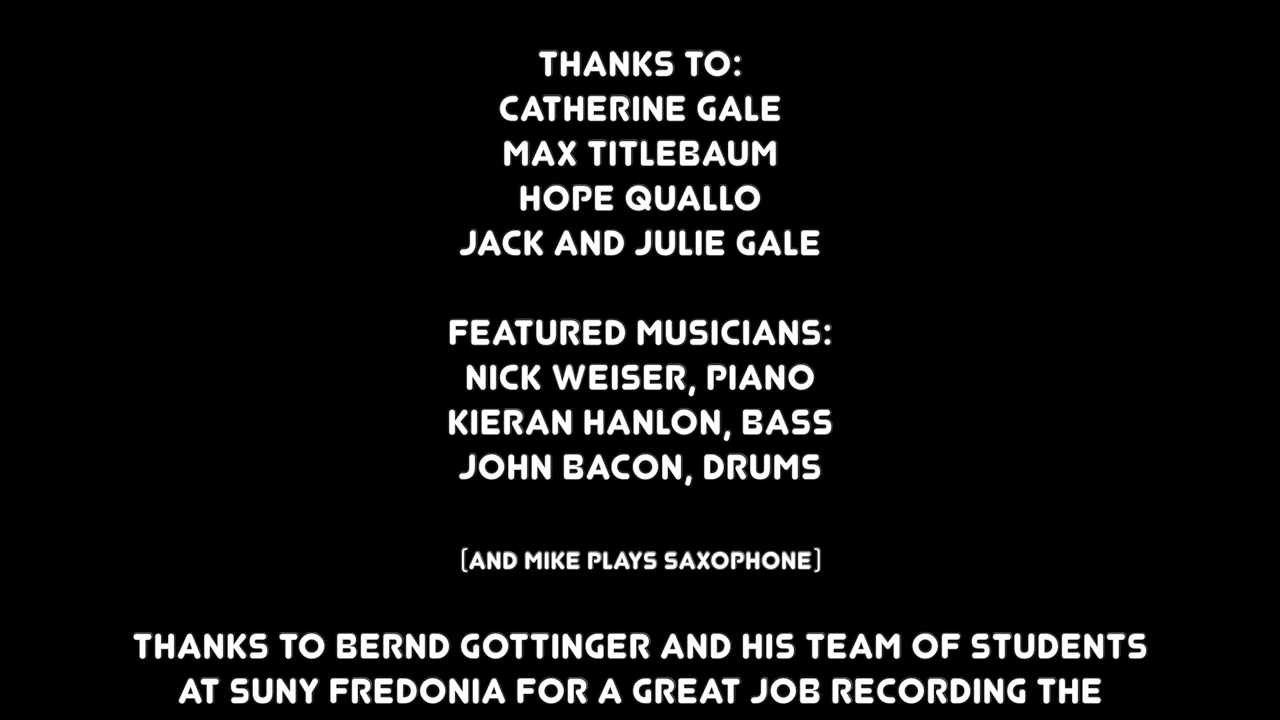 THANKS TO:
CATHERINE GALE
MAX TITLEBAUM
HOPE QUALLO
JACK AND JULIE GALE
FEATURED MUSICIANS:
NICK WEISER, PIANO
KIERAN HANLON, BASS
JOHN BACON, DRUMS
[AND MIKE PLAYS SAXOPHONE]
THANKS TO BERND GOTTINGER AND HIS TEAM OF STUDENTS
AT SUNY FREDONIA FOR A GREAT JOB RECORDING THE